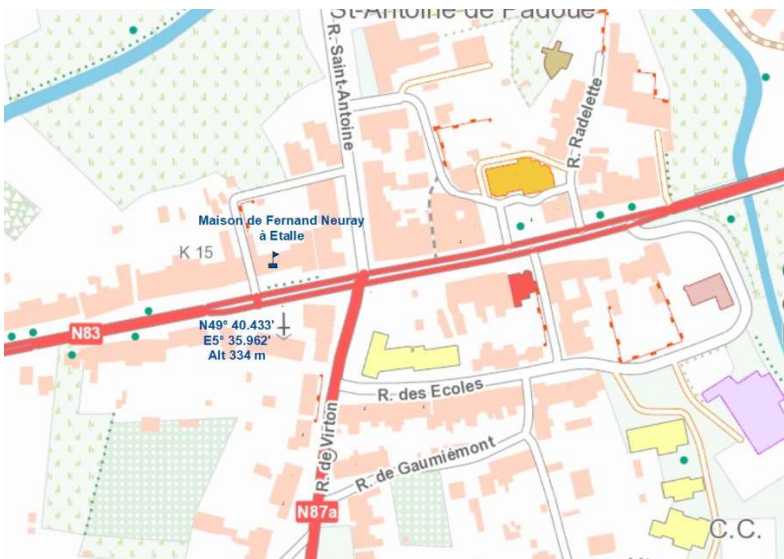 St-Antoine de Padoue
R. Saint-Antoine
R. Radelette
Maison de Fernand Neuray
à Etalle
K 15
N83
N49° 40.433'
E5° 35.962'
Alt 334 m
R. des Ecoles
R. de Virton
R. de Gaumiémont
N87a
C.C.